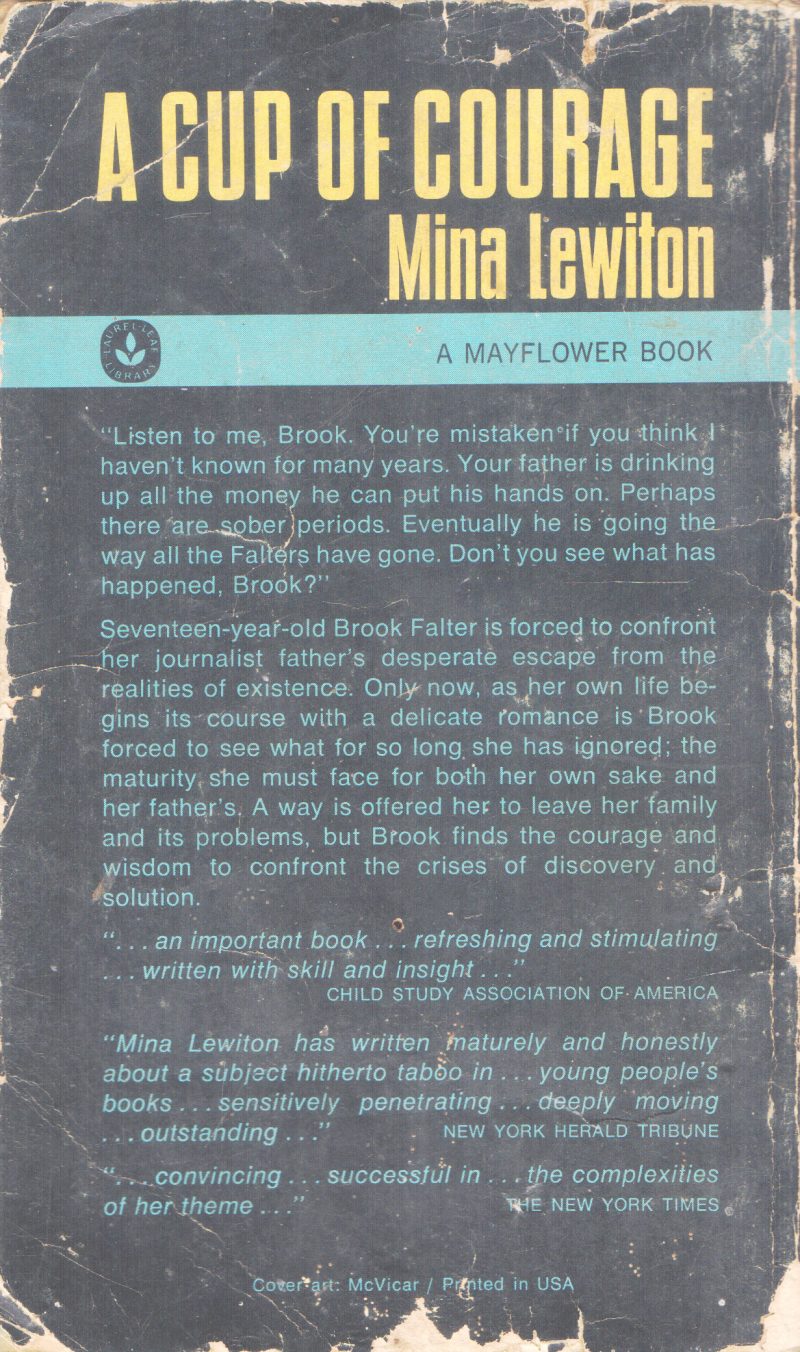 A CUP OF COURAGE
Mina Lewiton
LAUREL-LEAF LIBRARY
A MAYFLOWER BOOK
“Listen to me, Brook. You’re mistaken if you think I
haven’t known for many years. Your father is drinking
up all the money he can put his hands on. Perhaps
there are sober periods. Eventually he is going the
way all the Falters have gone. Don’t you see what has
happened, Brook?”
Seventeen-year-old Brook Falter is forced to confront
her journalist father’s desperate escape from the
realities of existence. Only now, as her own life be-
gins its course with a delicate romance is Brook
forced to see what for so long she has ignored; the
maturity she must face for both her own sake and
her father’s. A way is offered her to leave her family
and its problems, but Brook finds the courage and
wisdom to confront the crises of discovery and
solution.
“... an important book ... refreshing and stimulating
... written with skill and insight ...”
CHILD STUDY ASSOCIATION OF AMERICA
“Mina Lewiton has written maturely and honestly
about a subject hitherto taboo in ... young people’s
books ... sensitively penetrating ... deeply moving
... outstanding ...” NEW YORK HERALD TRIBUNE
“... convincing ... successful in ... the complexities
of her theme ...” THE NEW YORK TIMES
Cover art: McVicar / Printed in USA